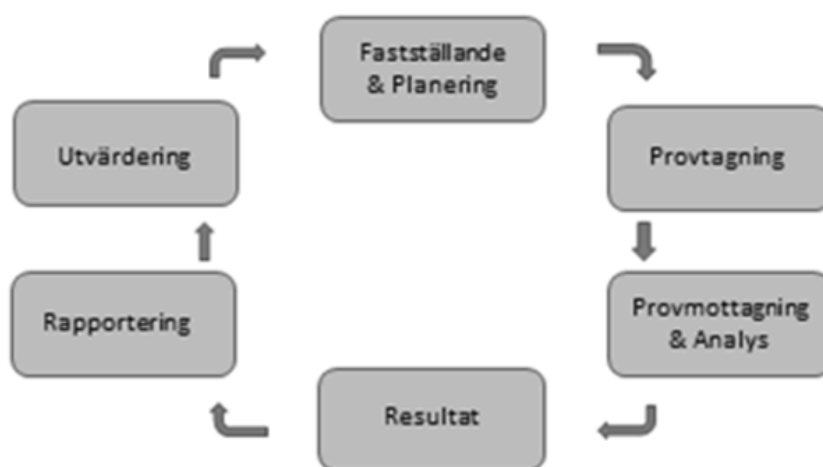 Fastställande
& Planering
Provtagning
Provmottagning
& Analys
Resultat
Rapportering
Utvärdering